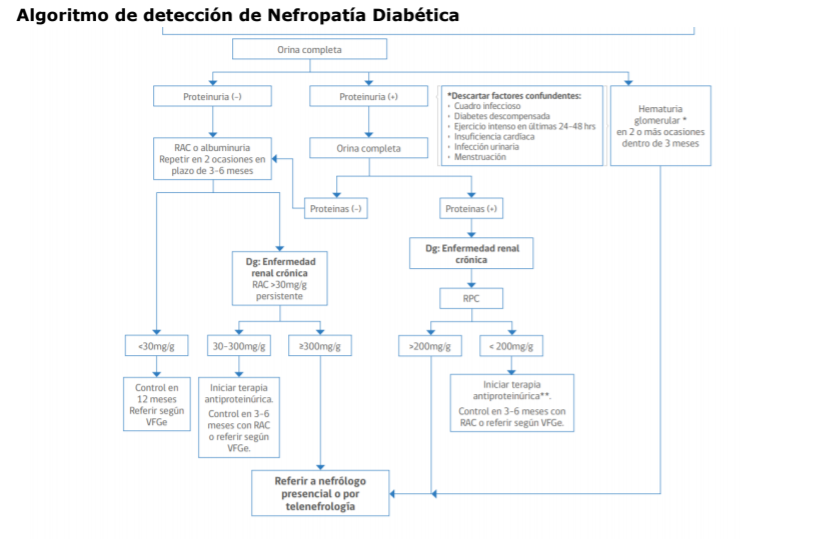 Algoritmo de detección de Nefropatía Diabética
Orina completa
Proteinuria (-)
Proteinuria (+)
*Descartar factores confundentes:
• Cuadro infeccioso
• Diabetes descompensada
• Ejercicio intenso en últimas 24-48 hrs
• Insuficiencia cardíaca
• Infección urinaria
• Menstruación
Hematuria
glomerular *
en 2 o más ocasiones
dentro de 3 meses
RAC o albuminuria
Repetir en 2 ocasiones en
plazo de 3-6 meses
Orina completa
Proteinas (-)
Proteinas (+)
Dg: Enfermedad
renal crónica
RAC >30mg/g
persistente
Dg: Enfermedad renal
crónica
RPC
<30mg/g
30-300mg/g
≥300mg/g
>200mg/g
< 200mg/g
Control en
12 meses
Referir según
VFGe
Iniciar terapia
antiproteinúrica.
Control en 3-6
meses con RAC
o referir según
VFGe.
Iniciar terapia
antiproteinúrica**.
Control en 3-6 meses con
RAC o referir según VFGe.
Referir a nefrólogo
presencial o por
telenefrología